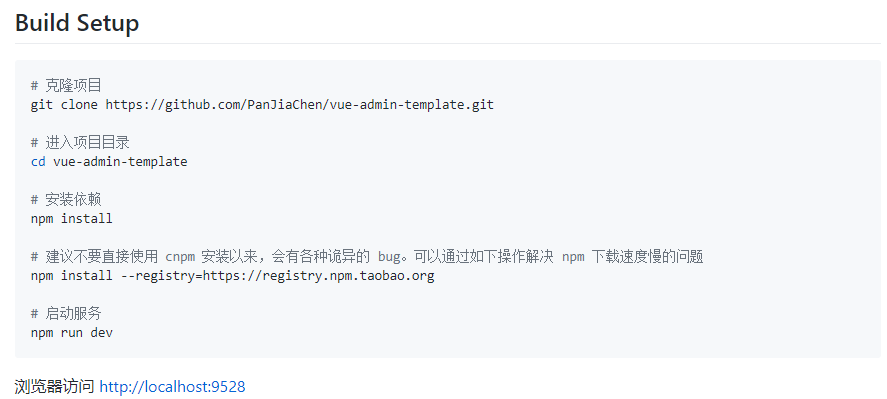 Build Setup
# 克隆项目
git clone https://github.com/PanJiaChen/vue-admin-template.git
# 进入项目目录
cd vue-admin-template
# 安装依赖
npm install
# 建议不要直接使用 cnpm 安装以来，会有各种诡异的 bug。可以通过如下操作解决 npm 下载速度慢的问题
npm install --registry=https://registry.npm.taobao.org
# 启动服务
npm run dev
浏览器访问 http://localhost:9528